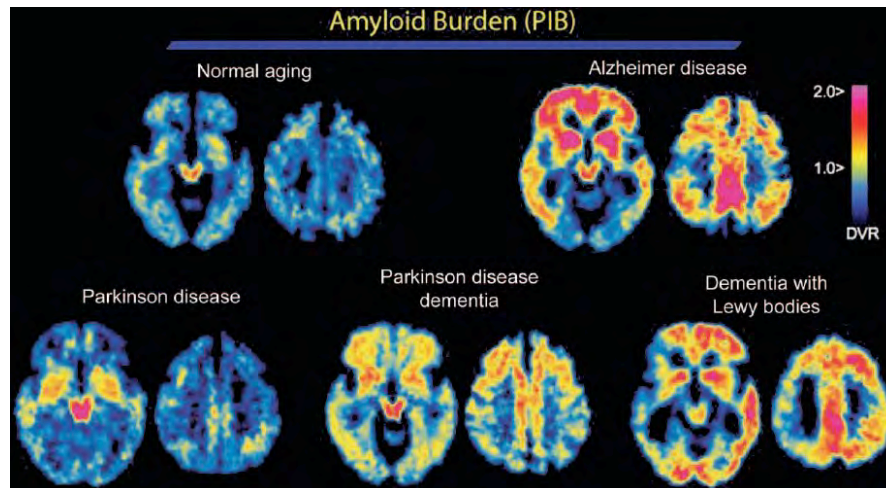 Amyloid Burden (PIB)
Normal aging
Alzheimer disease
2.0>
1.0>
DVR
Parkinson disease
Parkinson disease
dementia
Dementia with
Lewy bodies